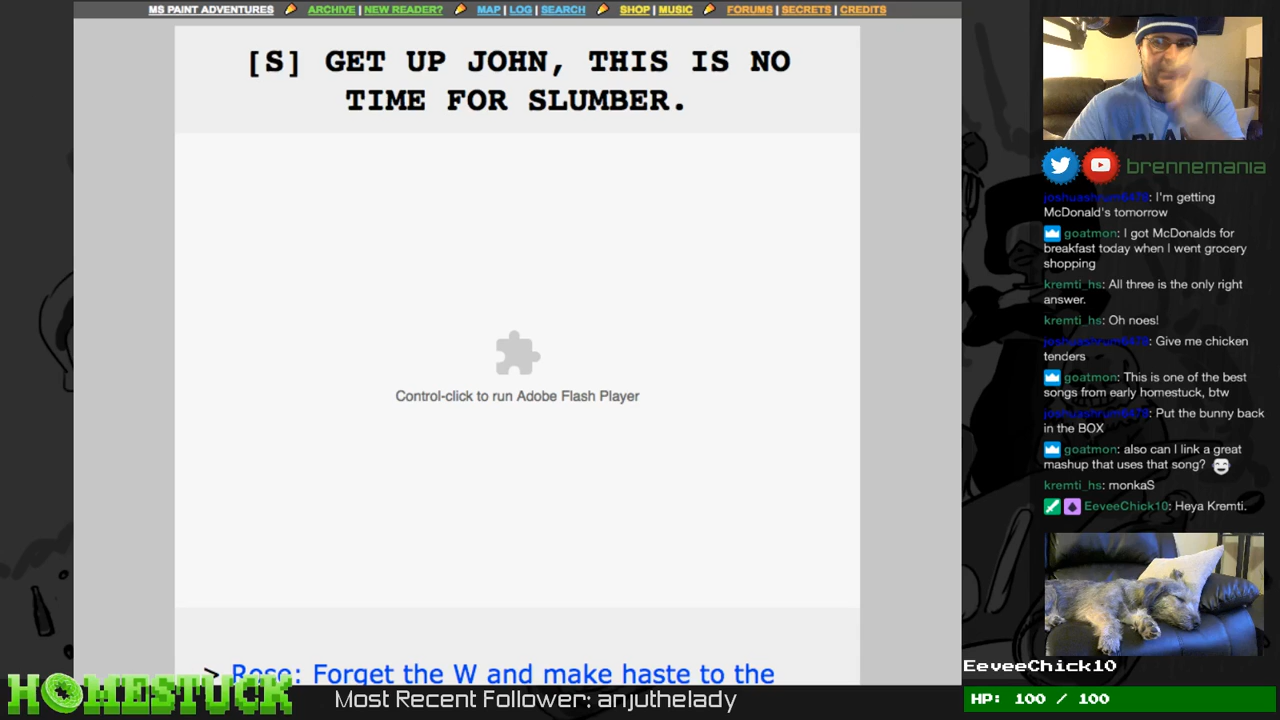 MS PAINT ADVENTURES ARCHIVE | NEW READER? MAP | LOG | SEARCH SHOP | MUSIC FORUMS | SECRETS | CREDITS
[S] GET UP JOHN, THIS IS NO
TIME FOR SLUMBER.
Control-click to run Adobe Flash Player
> Rose: Forget the W and make haste to the
HOMESTUCK
Most Recent Follower: anjuthelady
brennemania
: I'm getting
McDonald's tomorrow
goatmon: I got McDonalds for
breakfast today when I went grocery
shopping
kremti_hs: All three is the only right
answer.
kremti_hs: Oh noes!
: Give me chicken
tenders
goatmon: This is one of the best
songs from early homestuck, btw
: Put the bunny back
in the BOX
goatmon: also can I link a great
mashup that uses that song?
kremti_hs: monkaS
EeveeChick10: Heya Kremti.
EeveeChick10
HP: 100 / 100